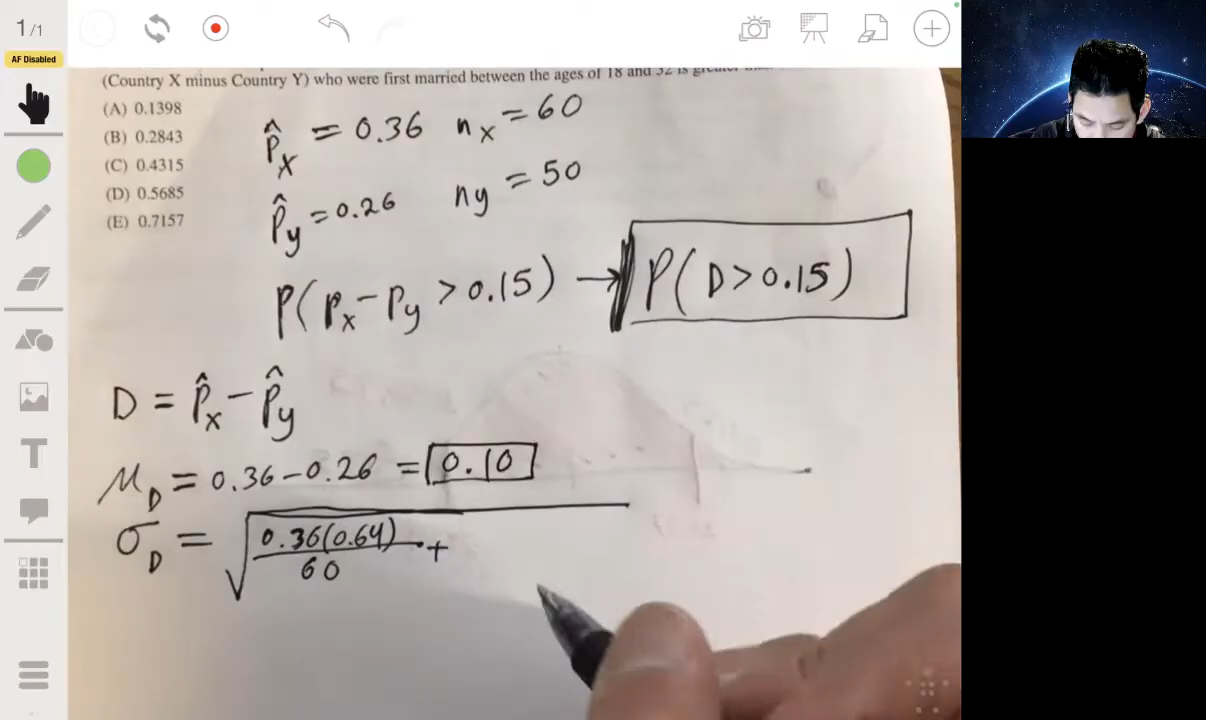 1/1
AF Disabled
(Country X minus Country Y) who were first married between the ages of 18 and 32 is greater
(A) 0.1398
(B) 0.2843
(C) 0.4315
(D) 0.5685
(E) 0.7157
p̂x = 0.36 nx = 60
p̂y = 0.26 ny = 50
P(px - py > 0.15) → P(D > 0.15)
D = p̂x - p̂y
μD = 0.36 - 0.26 = 0.10
σD = √ 0.36(0.64) +
60
T